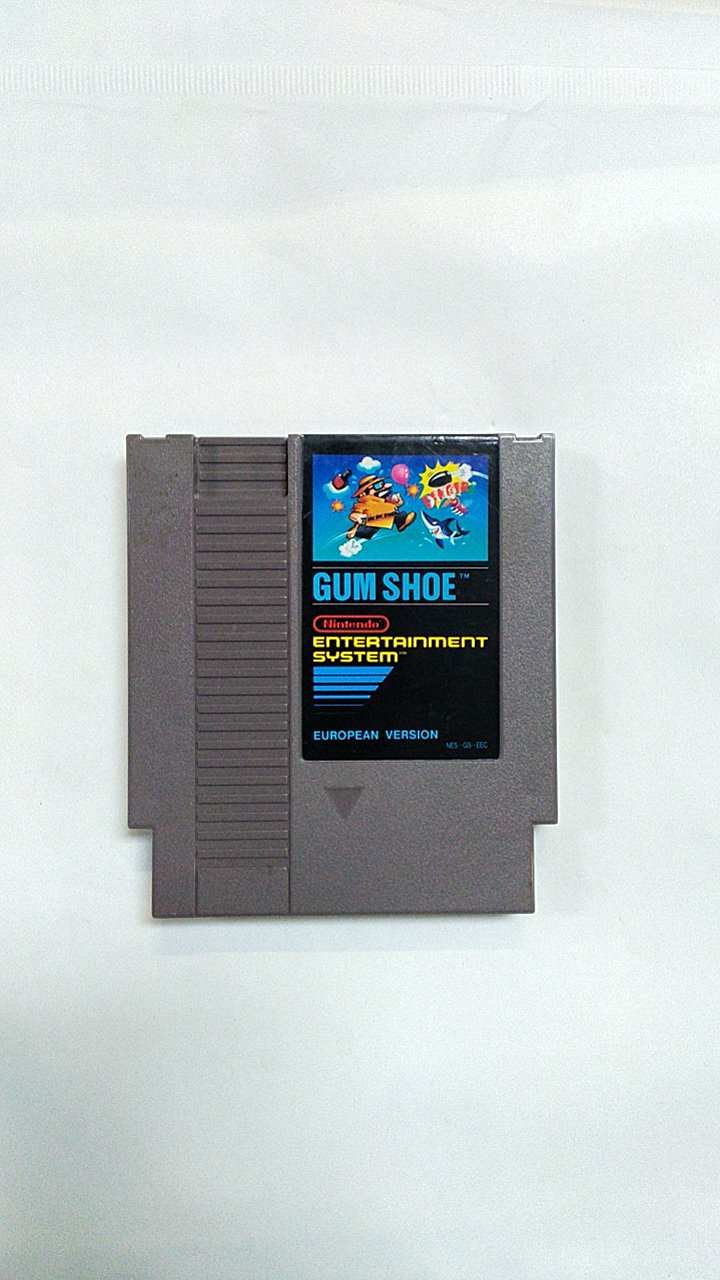 GUM SHOE™
Nintendo
ENTERTAINMENT
SYSTEM™
EUROPEAN VERSION
NES-GS-EEC